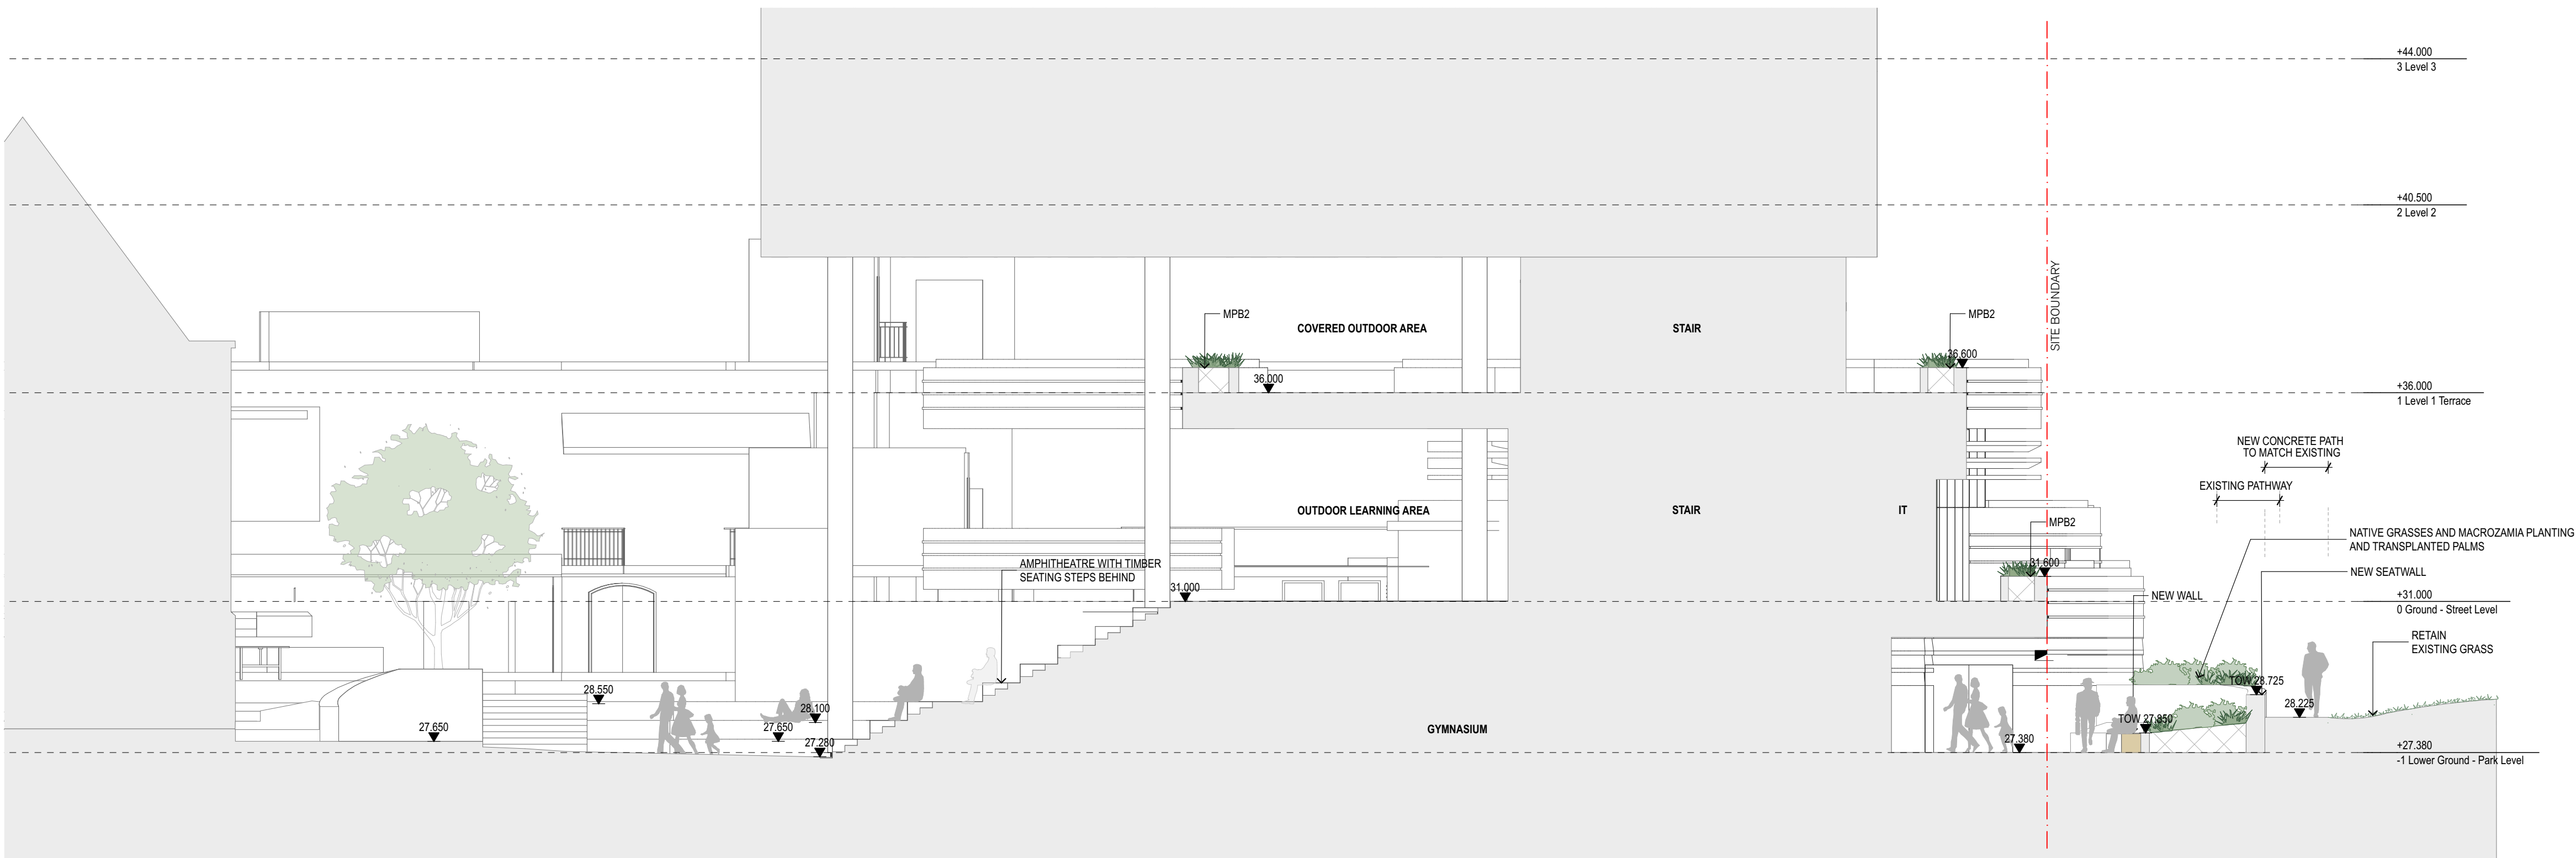 +44.000
3 Level 3
+40.500
2 Level 2
SITE BOUNDARY
MPB2
COVERED OUTDOOR AREA
STAIR
MPB2
36.600
36.000
+36.000
1 Level 1 Terrace
NEW CONCRETE PATH
TO MATCH EXISTING
EXISTING PATHWAY
OUTDOOR LEARNING AREA
STAIR
IT
MPB2
NATIVE GRASSES AND MACROZAMIA PLANTING
AND TRANSPLANTED PALMS
AMPHITHEATRE WITH TIMBER
SEATING STEPS BEHIND
31.600
NEW SEATWALL
31.000
NEW WALL
+31.000
0 Ground - Street Level
RETAIN
EXISTING GRASS
28.550
TOW 28.725
28.100
28.225
27.650
27.650
TOW 27.850
GYMNASIUM
27.280
27.380
+27.380
-1 Lower Ground - Park Level